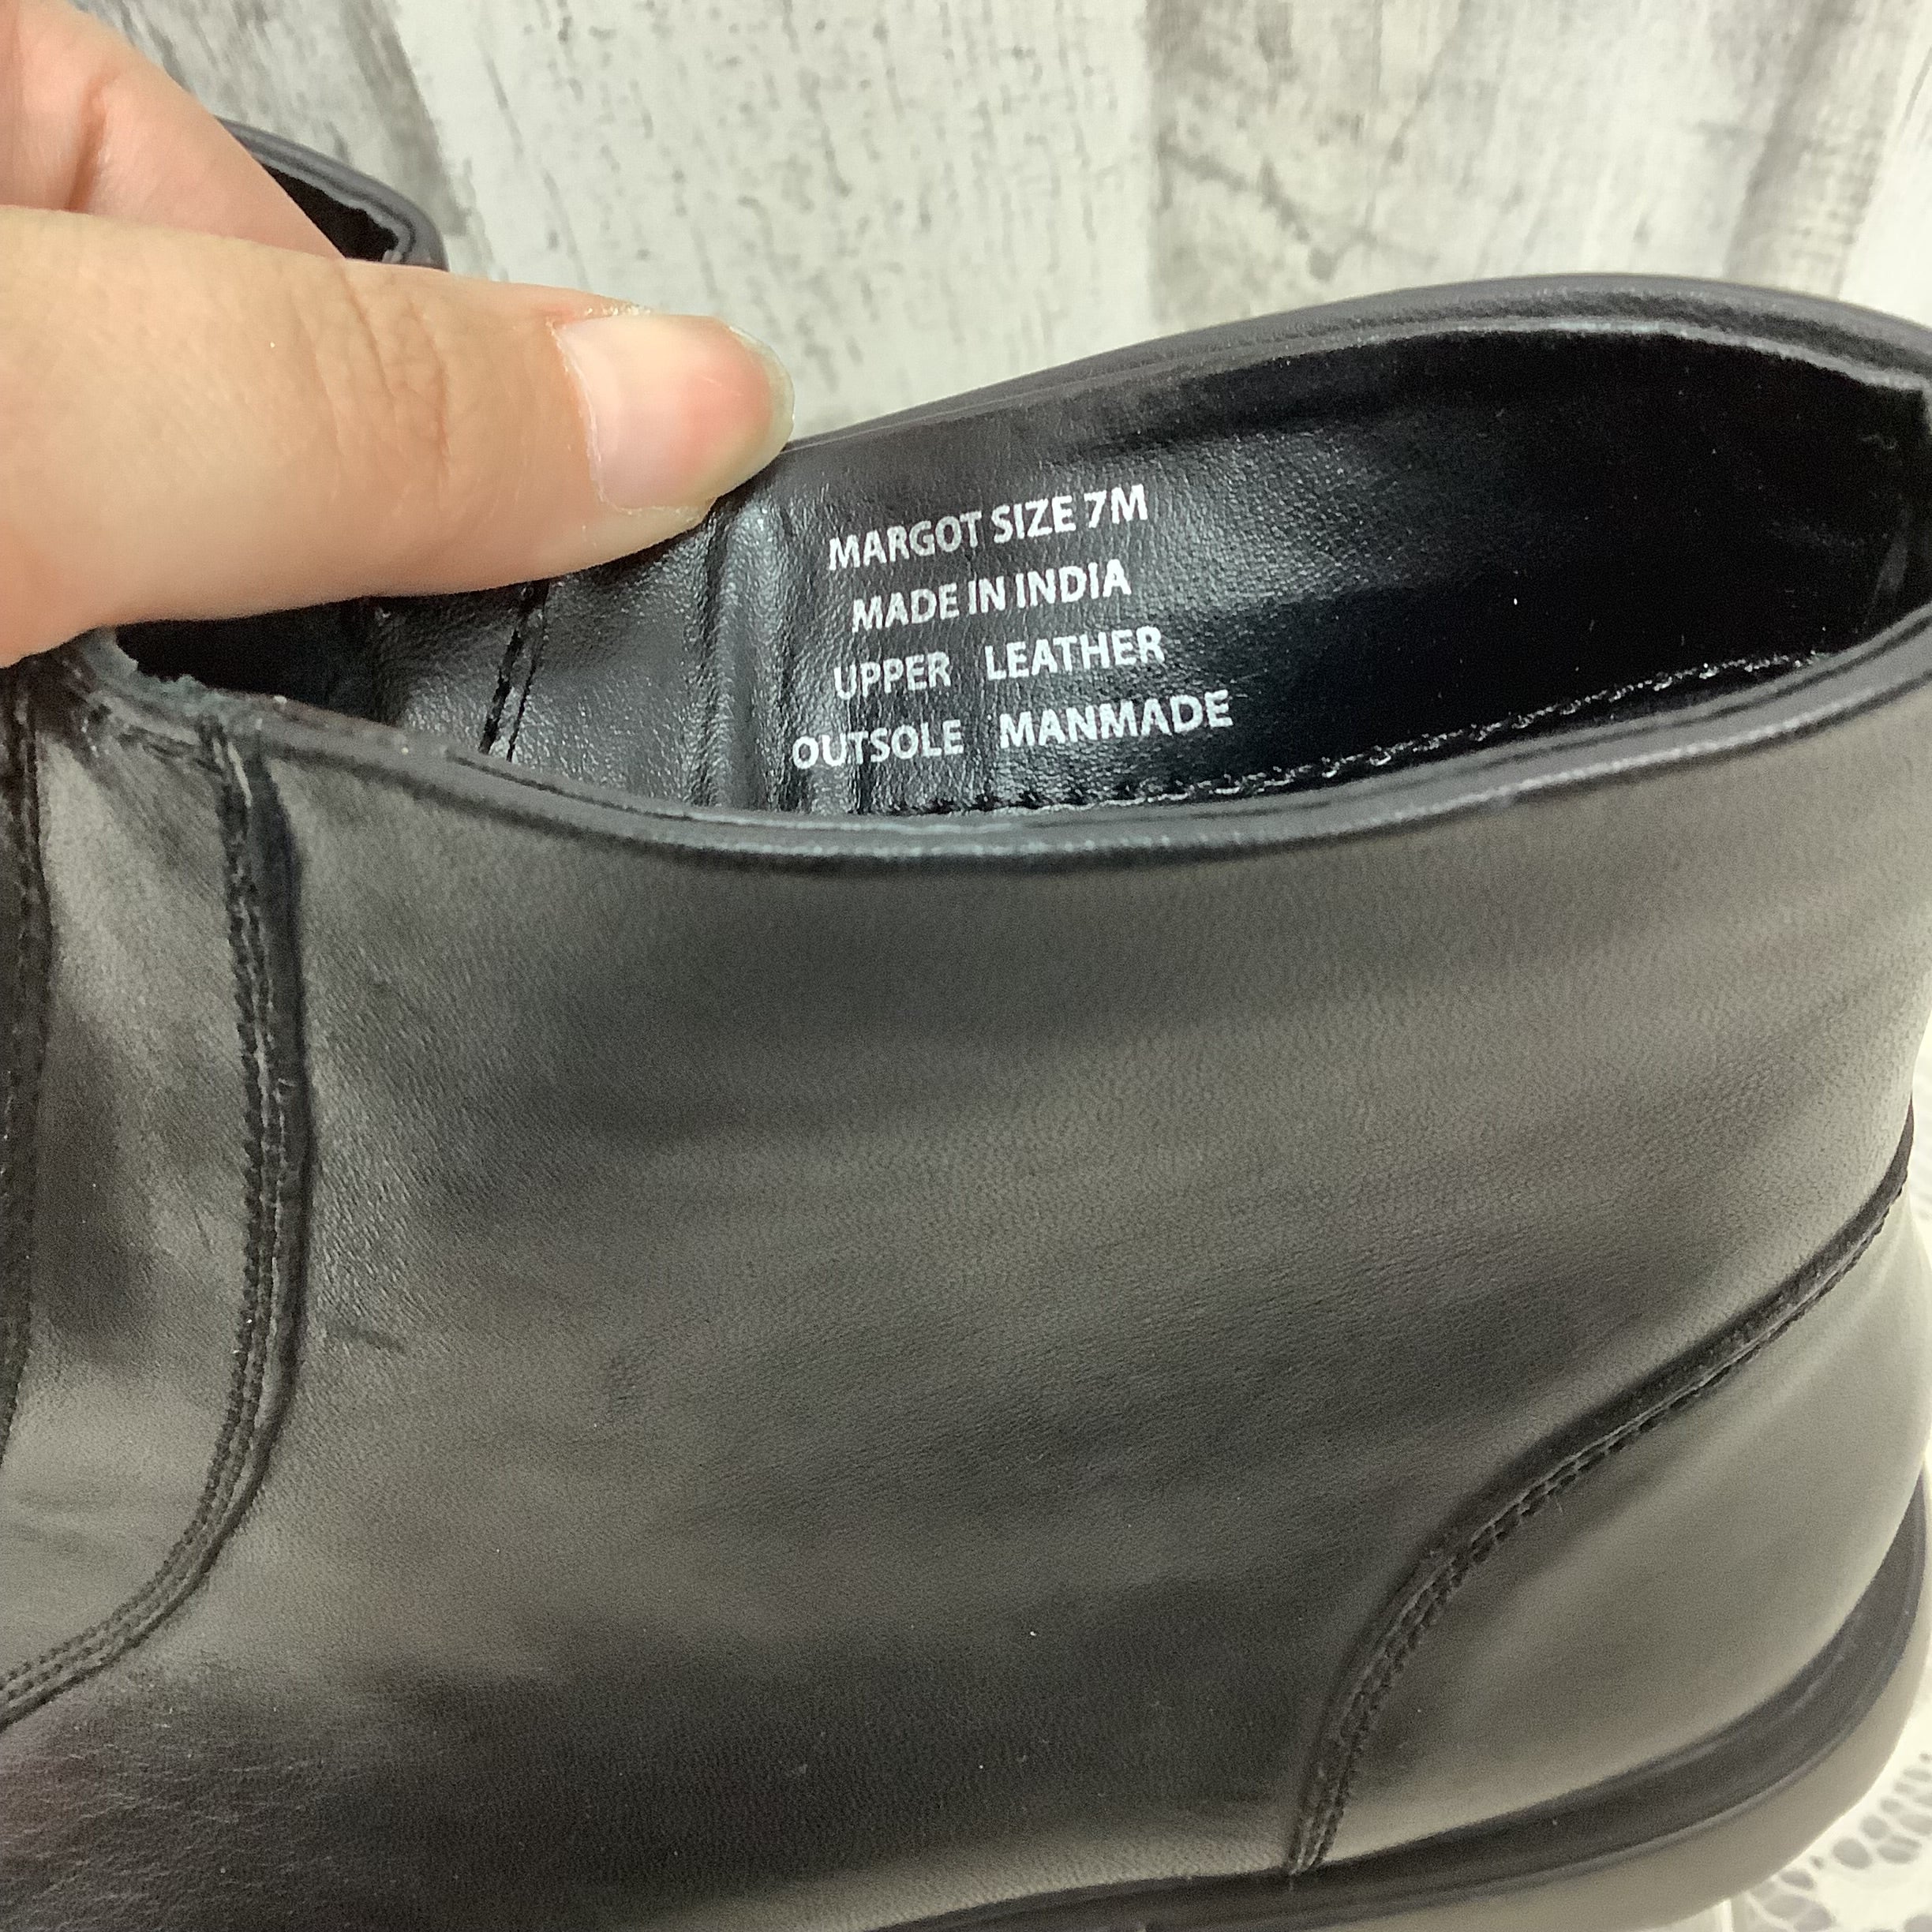 MARGOT SIZE 7M
MADE IN INDIA
UPPER LEATHER
OUTSOLE MANMADE